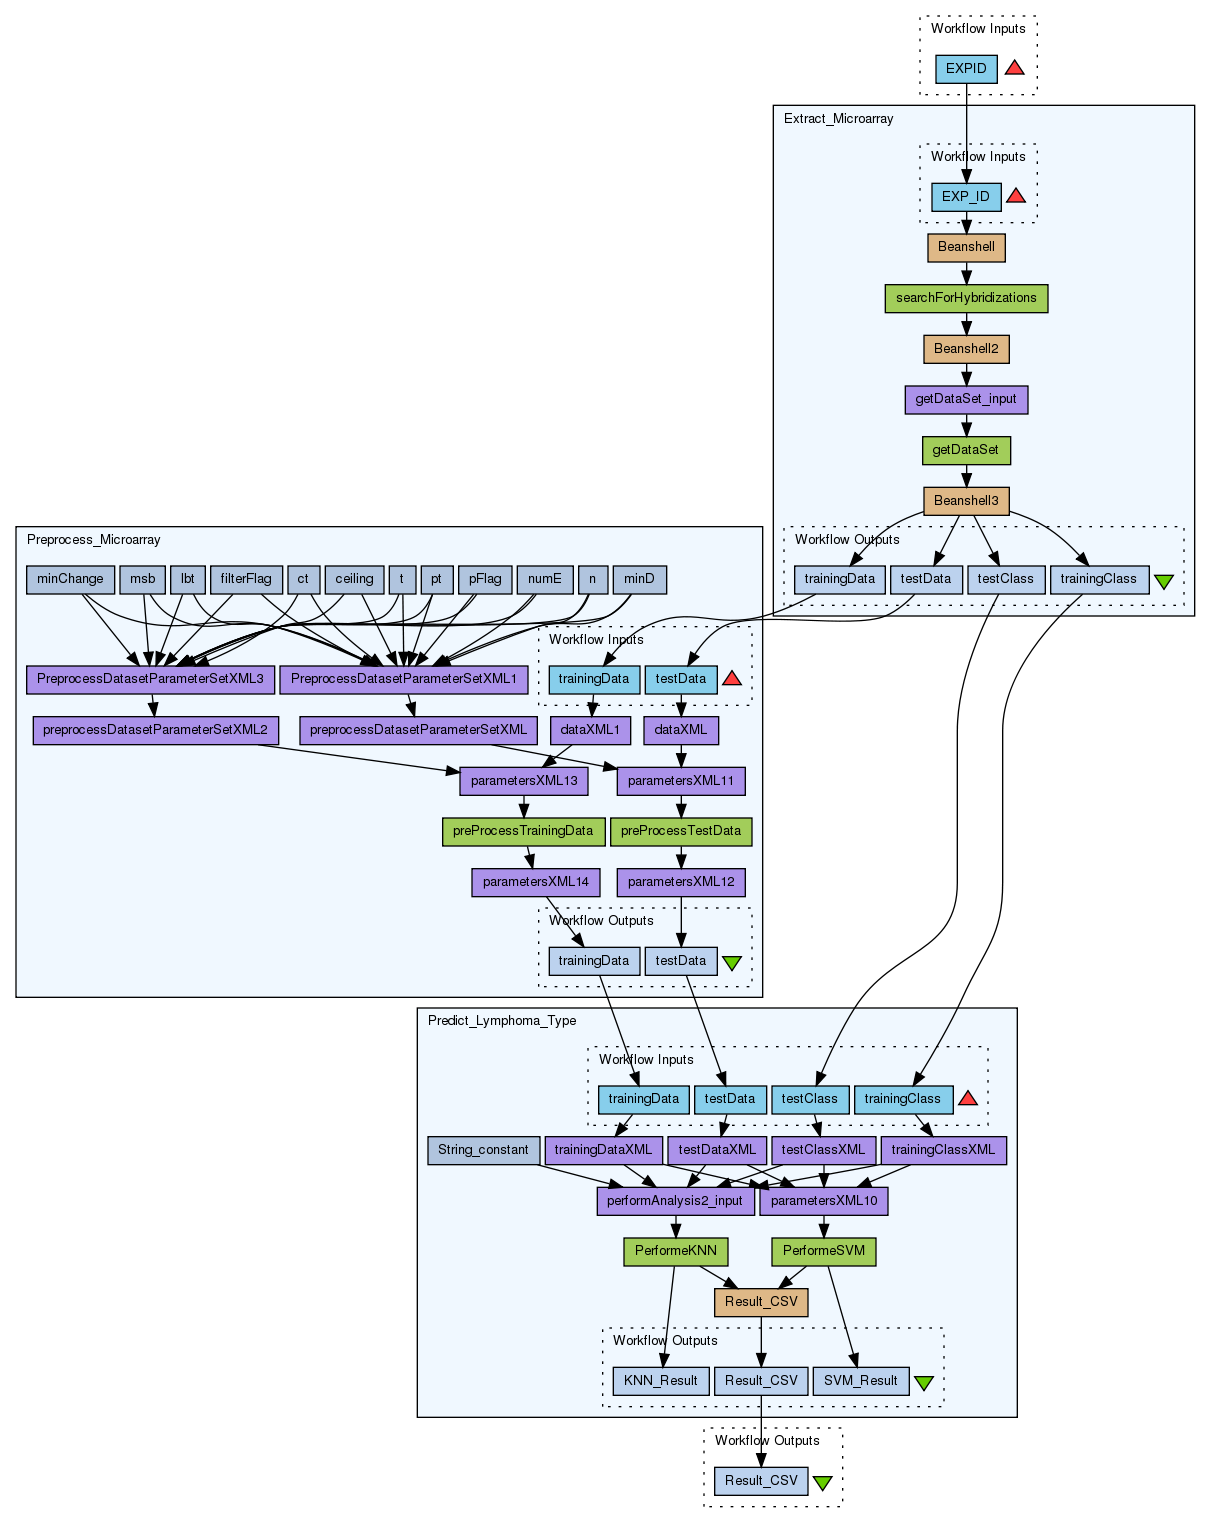 Workflow Inputs
EXPID
Extract_Microarray
Workflow Inputs
EXP_ID
Beanshell
searchForHybridizations
Beanshell2
getDataSet_input
getDataSet
Beanshell3
Workflow Outputs
trainingData testData testClass trainingClass
Preprocess_Microarray
minChange msb lbt filterFlag ct ceiling t pt pFlag numE n minD
Workflow Inputs
PreprocessDatasetParameterSetXML3 PreprocessDatasetParameterSetXML1 trainingData testData
preprocessDatasetParameterSetXML2 preprocessDatasetParameterSetXML dataXML1 dataXML
parametersXML13 parametersXML11
preProcessTrainingData preProcessTestData
parametersXML14 parametersXML12
Workflow Outputs
trainingData testData
Predict_Lymphoma_Type
Workflow Inputs
trainingData testData testClass trainingClass
String_constant trainingDataXML testDataXML testClassXML trainingClassXML
performAnalysis2_input parametersXML10
PerformeKNN PerformeSVM
Result_CSV
Workflow Outputs
KNN_Result Result_CSV SVM_Result
Workflow Outputs
Result_CSV